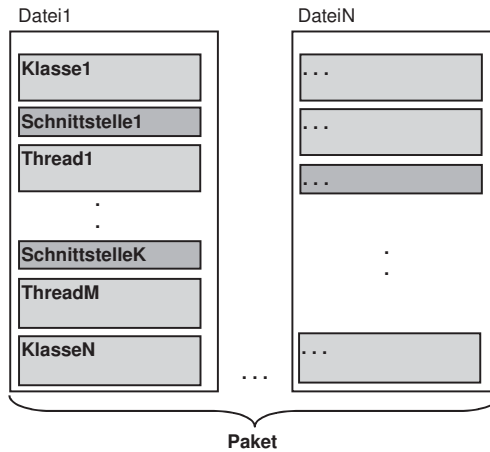 Datei1
Klasse1
Schnittstelle1
Thread1
.
.
SchnittstelleK
ThreadM
KlasseN
. . .
DateiN
. . .
. . .
. . .
.
.
. . .
Paket